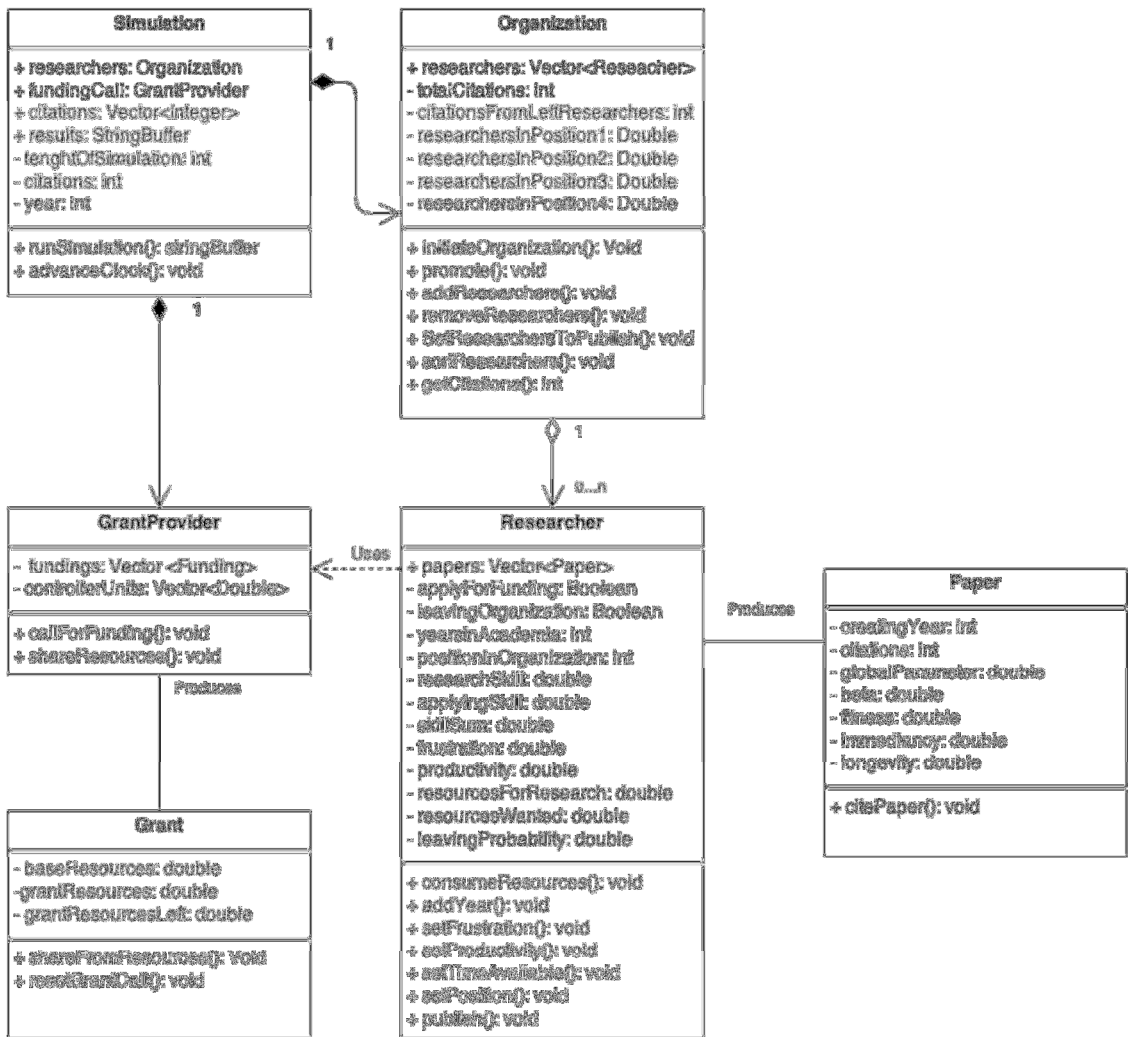 Simulation
+ researchers: Organization
+ fundingCall: GrantProvider
+ citations: Vector<Integer>
+ results: StringBuffer
- lenghtOfSimulation: int
- citations: int
- year: int
+ runSimulation(): stringBuffer
+ advanceClock(): void
1
1
Organization
+ researchers: Vector<Reseacher>
- totalCitations: int
- citationsFromLeftResearchers: int
- researchersInPosition1: Double
- researchersInPosition2: Double
- researchersInPosition3: Double
- researchersInPosition4: Double
+ initiateOrganization(): Void
+ promote(): void
+ addResearchers(): void
+ removeResearchers(): void
+ SetResearchersToPublish(): void
+ sortResearchers(): void
+ getCitations(): int
1
0...n
GrantProvider
- fundings: Vector <Funding>
- controllerUnits: Vector<Double>
+ callForFunding(): void
+ shareResources(): void
Produces
Uses
Researcher
+ papers: Vector<Paper>
- applyForFunding: Boolean
- leavingOrganization: Boolean
- yearsInAcademia: int
- positionInOrganization: int
- researchSkill: double
- applyingSkill: double
- skillSum: double
- frustration: double
- productivity: double
- resourcesForResearch: double
- resourcesWanted: double
- leavingProbability: double
+ consumeResources(): void
+ addYear(): void
+ setFrustration(): void
+ setProductivity(): void
+ setTimeAvailable(): void
+ setPosition(): void
+ publish(): void
Produces
Paper
- creatingYear: int
- citations: int
- globalParameter: double
- beta: double
- fitness: double
- immediancy: double
- longevity: double
+ citePaper(): void
Grant
- baseResources: double
-grantResources: double
- grantResourcesLeft: double
+ shareFromResources(): Void
+ resetGrantCall(): void